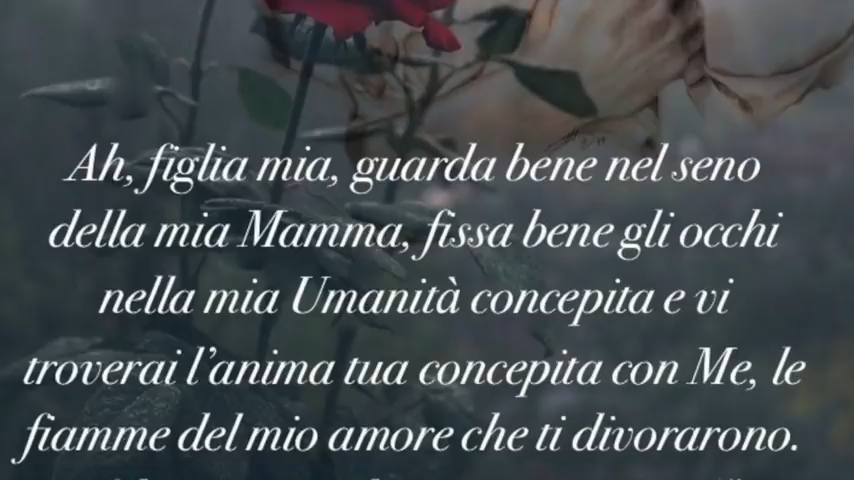 Ah, figlia mia, guarda bene nel seno
della mia Mamma, fissa bene gli occhi
nella mia Umanità concepita e vi
troverai l’anima tua concepita con Me, le
fiamme del mio amore che ti divorarono.